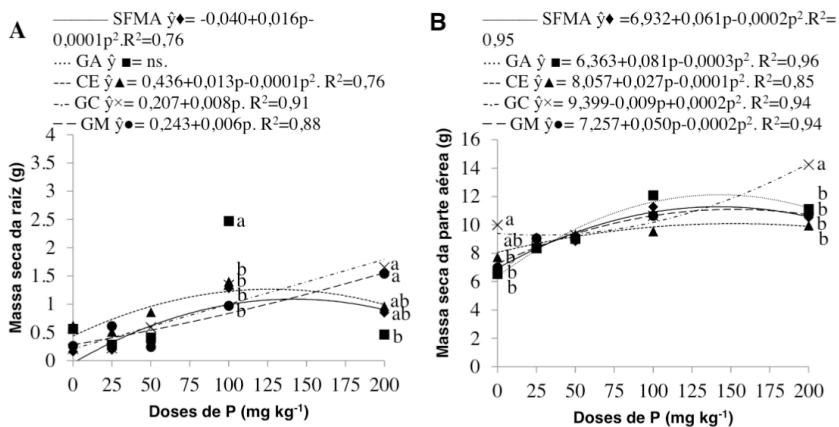 A
SFMA ŷ♦= -0,040+0,016p-
0,0001p².R²=0,76
GA ŷ ■= ns.
CE ŷ▲= 0,436+0,013p-0,0001p². R²=0,76
GC ŷ×= 0,207+0,008p. R²=0,91
GM ŷ●= 0,243+0,006p. R²=0,88
Massa seca da raíz (g)
4
3,5
3
2,5
2
1,5
1
0,5
0
a
b
b
b
b
a
a
ab
ab
b
0 25 50 75 100 125 150 175 200
Doses de P (mg kg⁻¹)
B
SFMA ŷ♦ =6,932+0,061p-0,0002p².R²=
0,95
GA ŷ ■= 6,363+0,081p-0,0003p². R²=0,96
CE ŷ▲= 8,057+0,027p-0,0001p². R²=0,85
GC ŷ×= 9,399-0,009p+0,0002p². R²=0,94
GM ŷ●= 7,257+0,050p-0,0002p². R²=0,94
Massa seca da parte aérea (g)
16
14
12
10
8
6
4
2
0
a
ab
b
b
b
a
b
b
b
b
0 25 50 75 100 125 150 175 200
Doses de P (mg kg⁻¹)